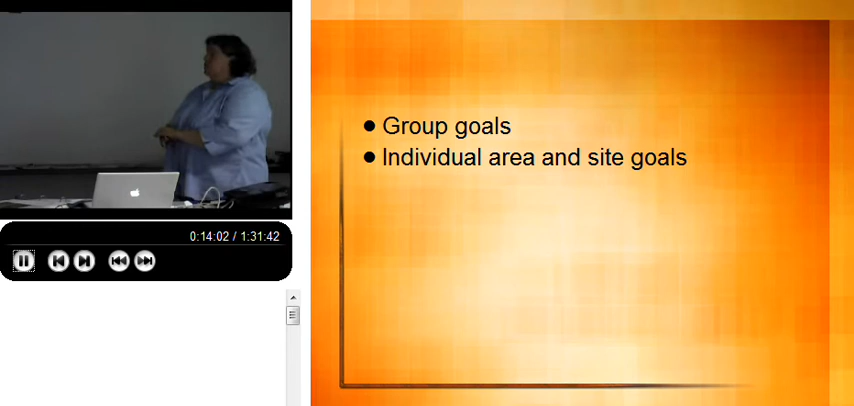 0:14:02 / 1:31:42
● Group goals
● Individual area and site goals